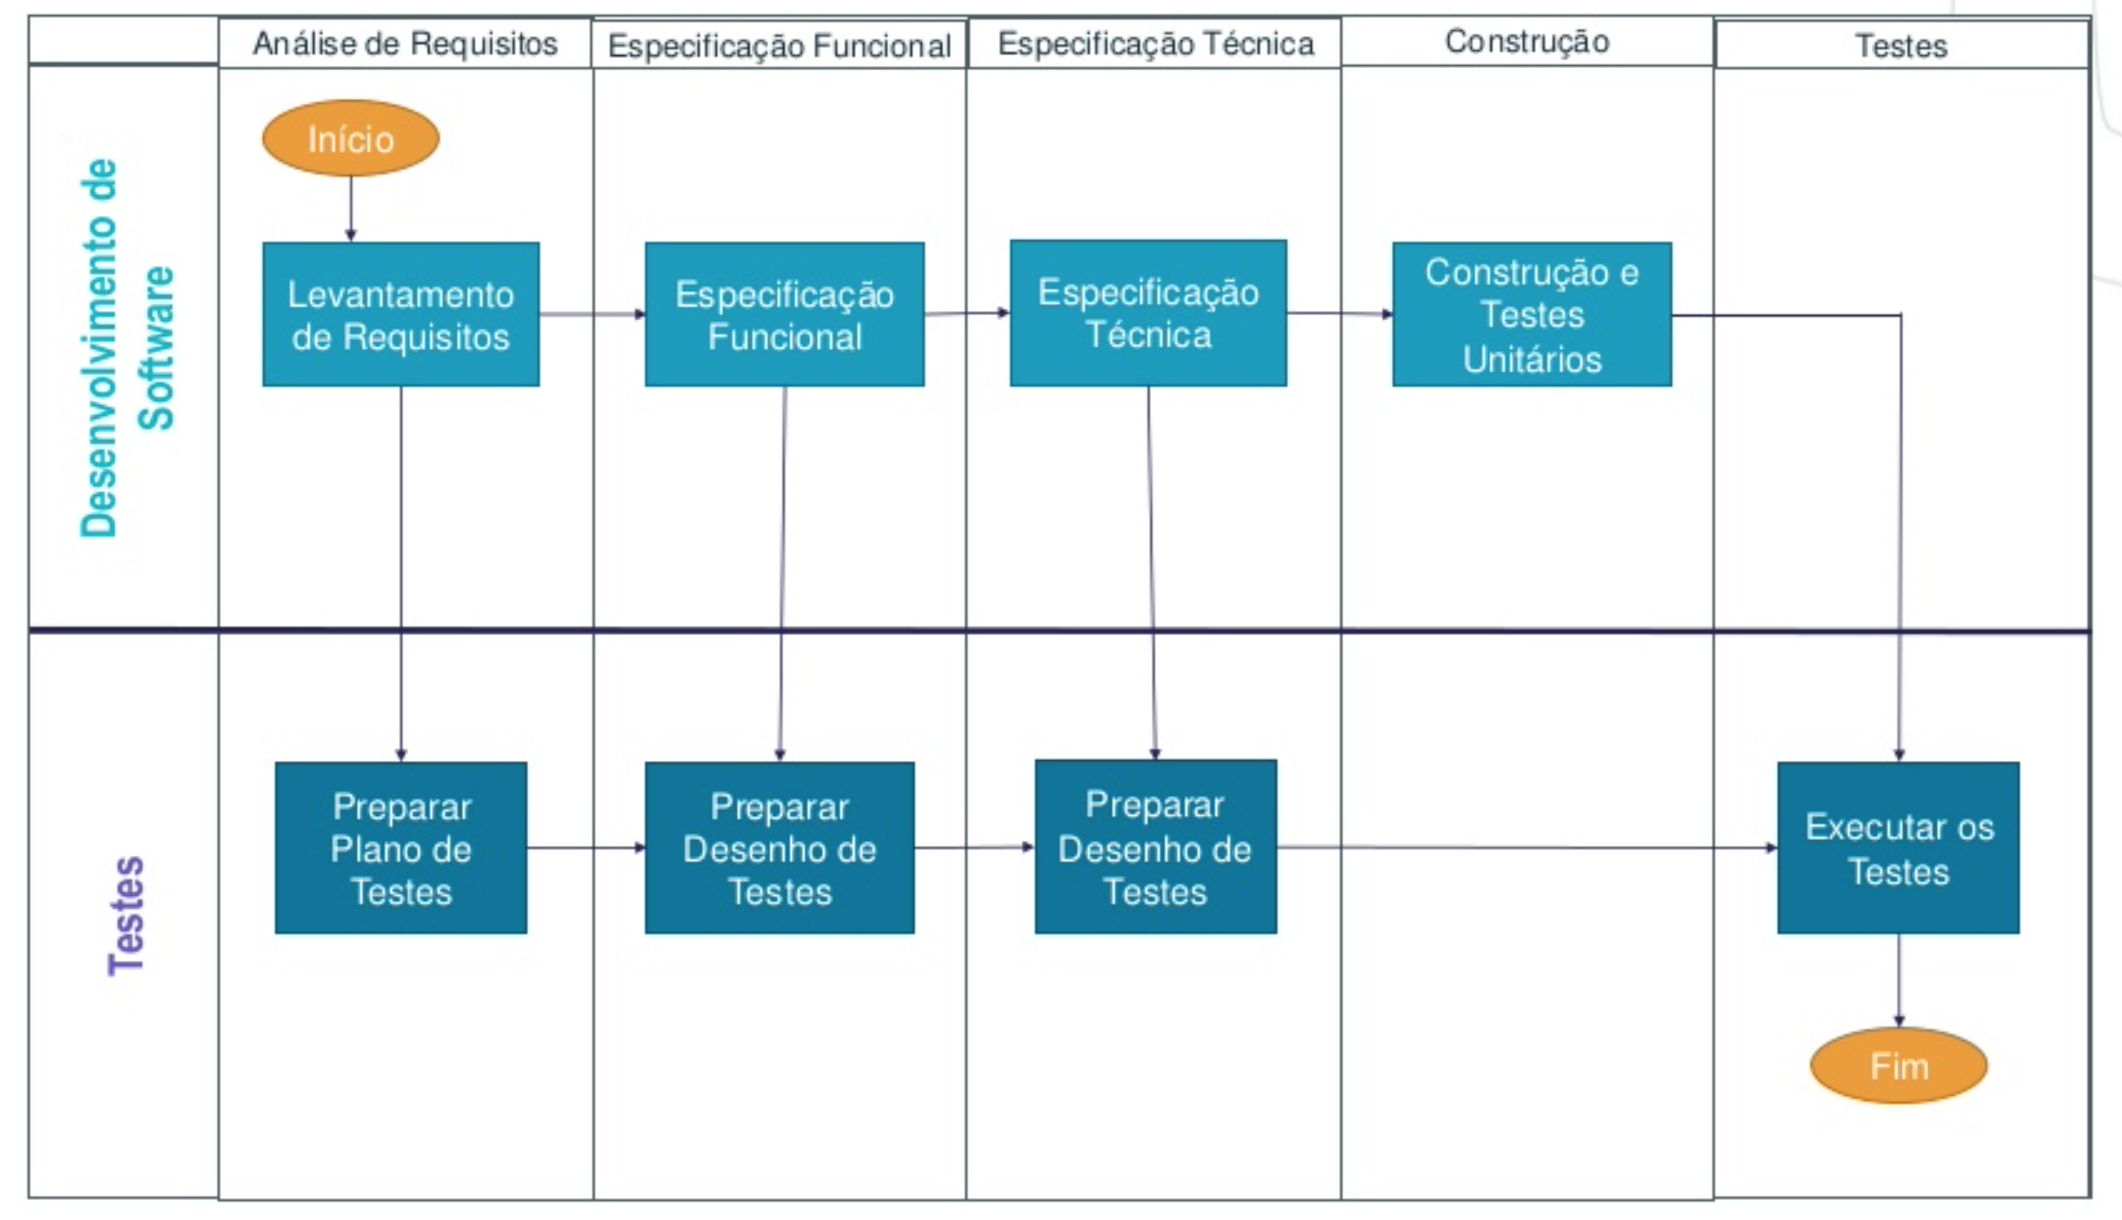 Análise de Requisitos
Especificação Funcional
Especificação Técnica
Construção
Testes
Desenvolvimento de
Software
Início
Levantamento
de Requisitos
Especificação
Funcional
Especificação
Técnica
Construção e
Testes
Unitários
Testes
Preparar
Plano de
Testes
Preparar
Desenho de
Testes
Preparar
Desenho de
Testes
Executar os
Testes
Fim